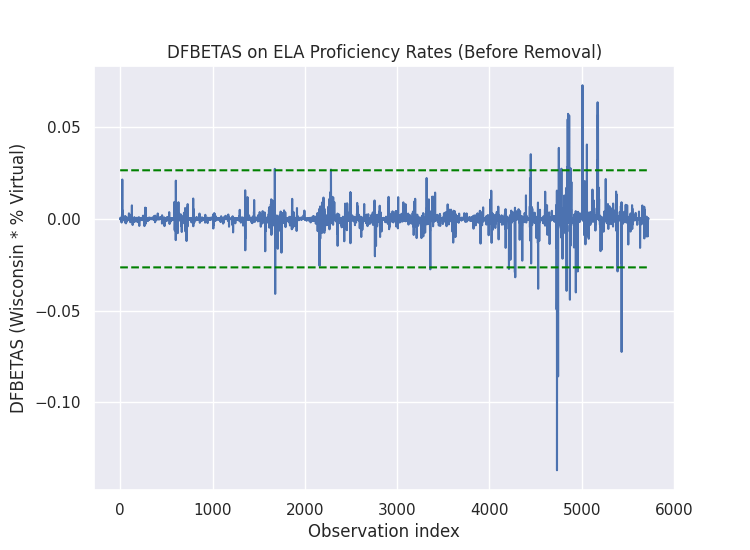 DFBETAS on ELA Proficiency Rates (Before Removal)
DFBETAS (Wisconsin * % Virtual)
0.05
0.00
−0.05
−0.10
0 1000 2000 3000 4000 5000 6000
Observation index